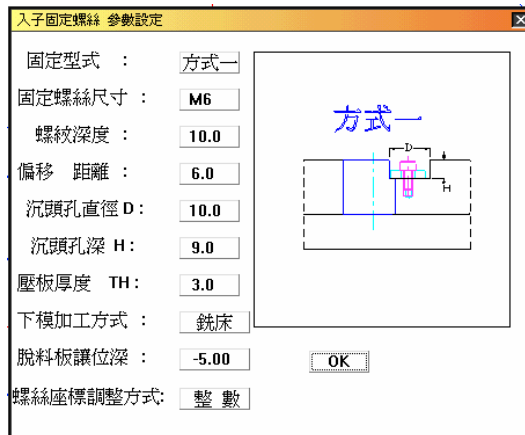 入子固定螺絲 參數設定
固定型式 ： 方式一
固定螺絲尺寸 ： M6
螺紋深度 ： 10.0
偏移 距離 ： 6.0
沉頭孔直徑 D： 10.0
沉頭孔深 H： 9.0
壓板厚度 TH： 3.0
下模加工方式 ： 銑床
脫料板讓位深 ： -5.00
螺絲座標調整方式: 整 數
方式一
D
H
OK